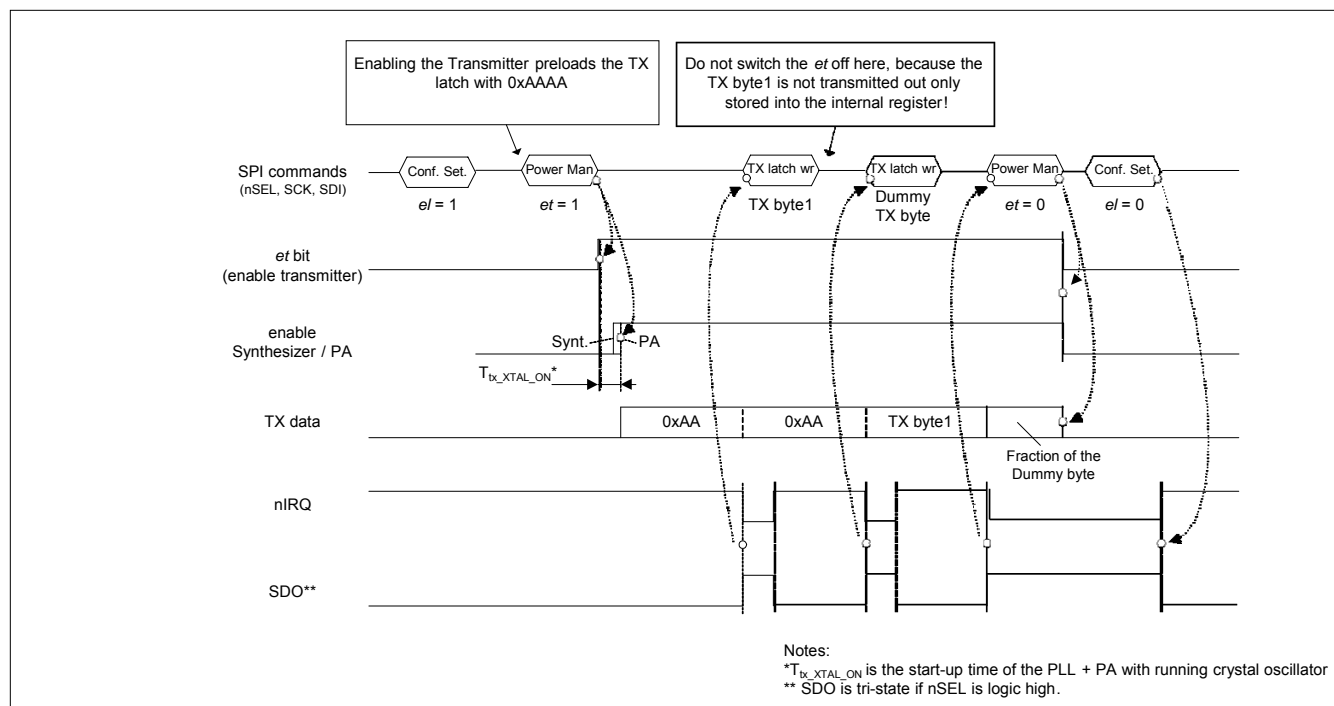 Enabling the Transmitter preloads the TX
latch with 0xAAAA
Do not switch the et off here, because the
TX byte1 is not transmitted out only
stored into the internal register!
SPI commands
(nSEL, SCK, SDI)
Conf. Set.
Power Man
TX latch wr
TX latch wr
Power Man
Conf. Set.
el = 1
et = 1
TX byte1
Dummy
TX byte
et = 0
el = 0
et bit
(enable transmitter)
enable
Synthesizer / PA
Synt.
PA
Ttx_XTAL_ON*
TX data
0xAA
0xAA
TX byte1
Fraction of the
Dummy byte
nIRQ
SDO**
Notes:
*Ttx_XTAL_ON is the start-up time of the PLL + PA with running crystal oscillator
** SDO is tri-state if nSEL is logic high.